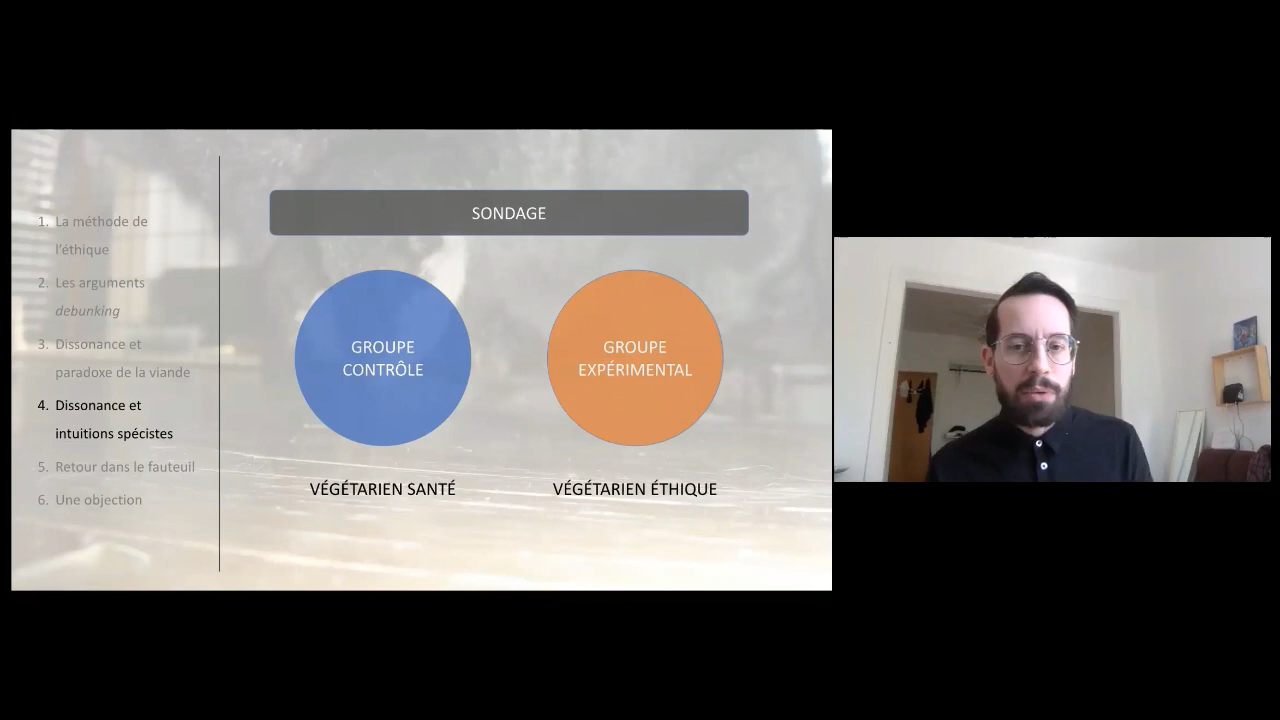 1. La méthode de
l'éthique
2. Les arguments
debunking
3. Dissonance et
paradoxe de la viande
4. Dissonance et
intuitions spécistes
5. Retour dans le fauteuil
6. Une objection
SONDAGE
GROUPE
CONTRÔLE
GROUPE
EXPÉRIMENTAL
VÉGÉTARIEN SANTÉ
VÉGÉTARIEN ÉTHIQUE